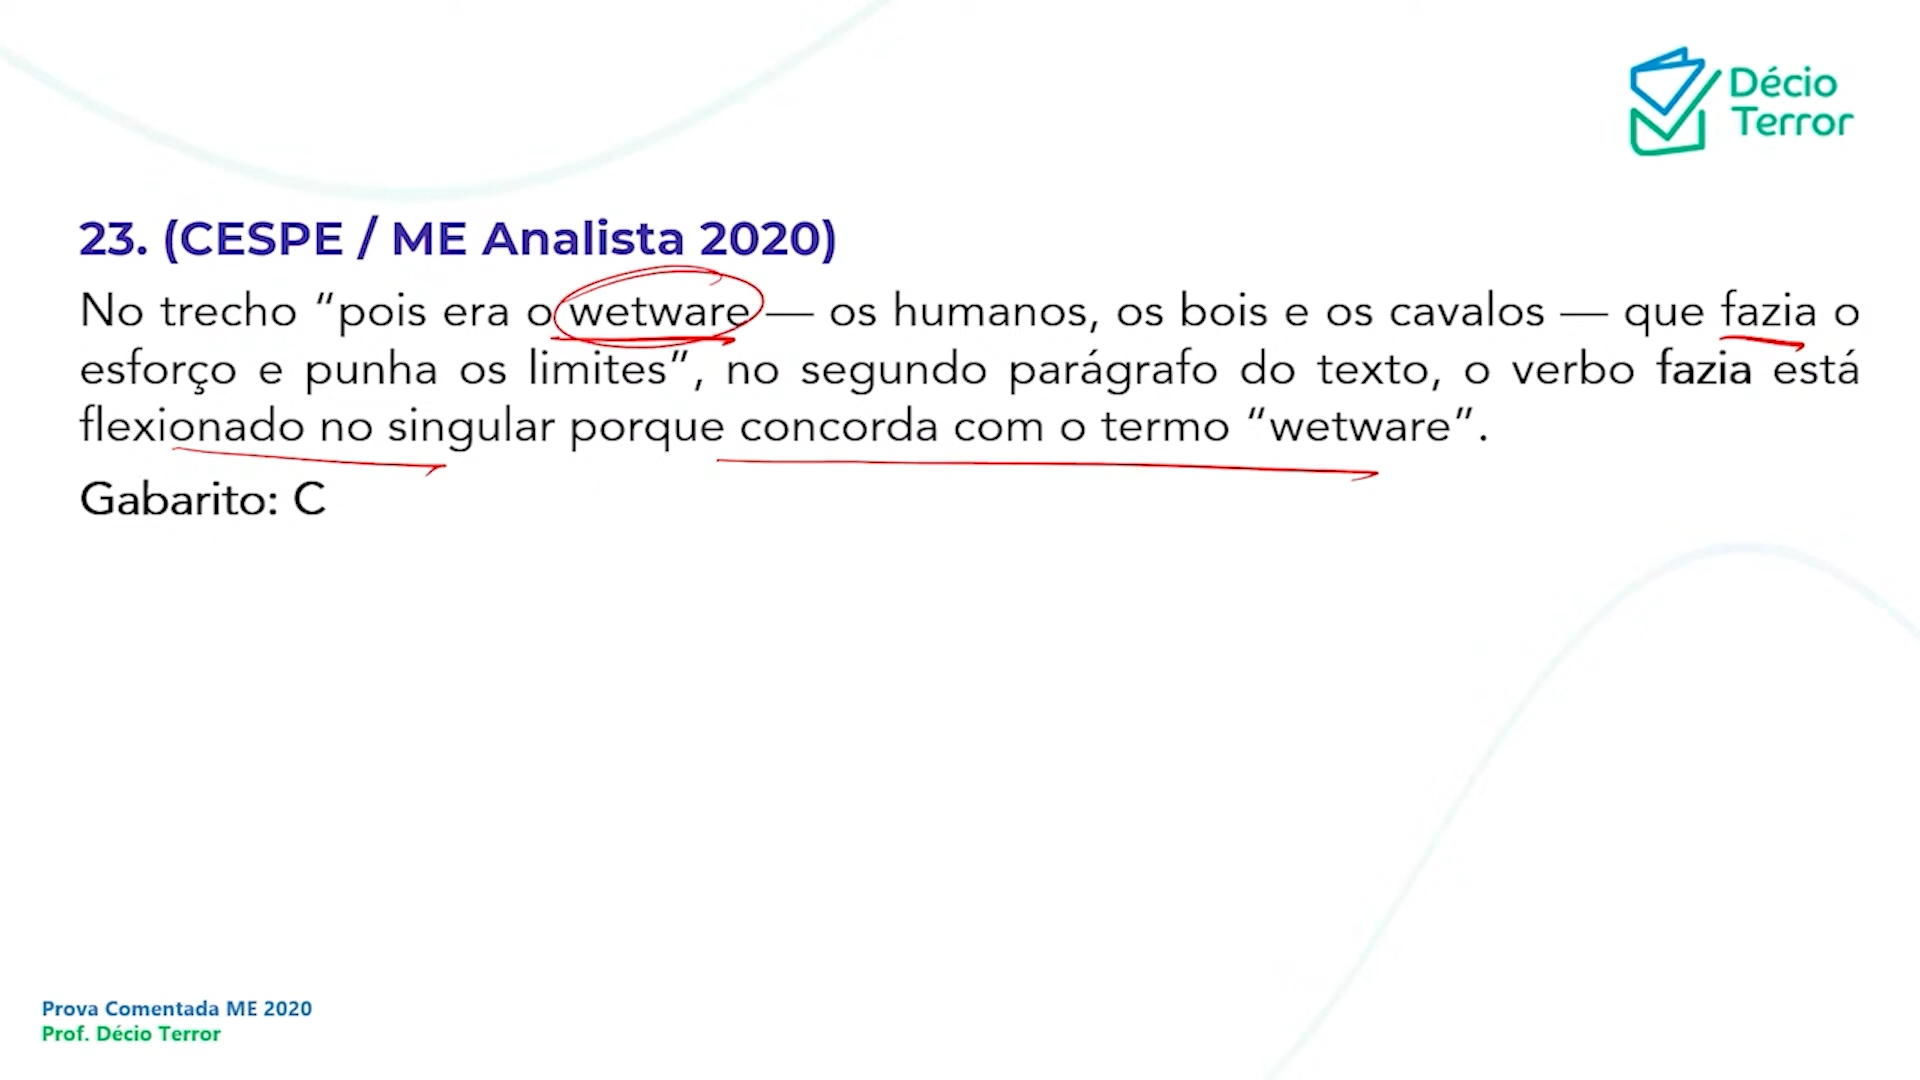 Décio
Terror
23. (CESPE / ME Analista 2020)
No trecho “pois era o wetware — os humanos, os bois e os cavalos — que fazia o
esforço e punha os limites”, no segundo parágrafo do texto, o verbo fazia está
flexionado no singular porque concorda com o termo “wetware”.
Gabarito: C
Prova Comentada ME 2020
Prof. Décio Terror